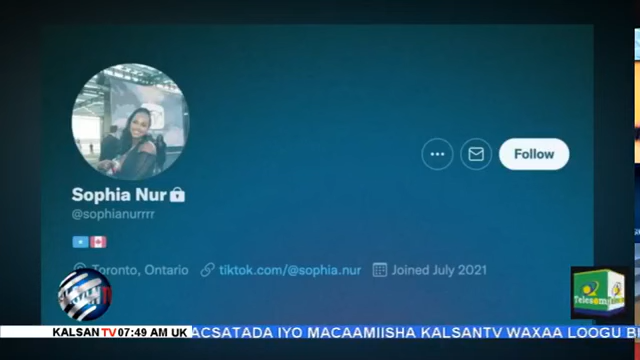 Follow
Sophia Nur
@sophianurrrr
Toronto, Ontario
tiktok.com/@sophia.nur
Joined July 2021
KALSAN TV 07:49 AM UK
ACSATADA IYO MACAAMIISHA KALSANTV WAXAA LOOGU B